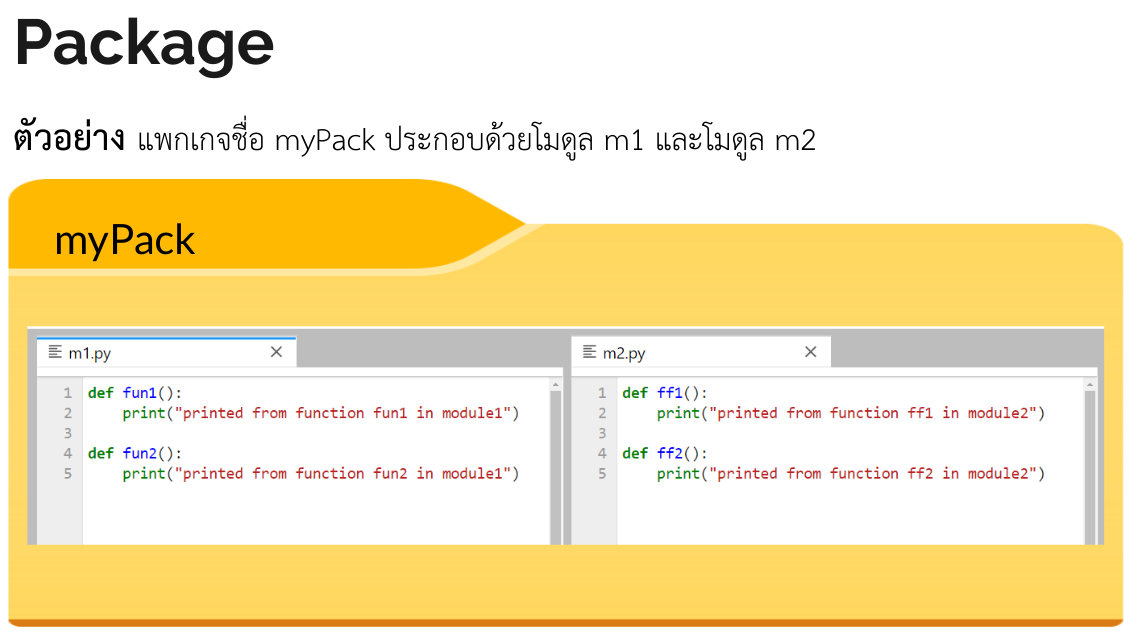 Package
ตัวอย่าง แพกเกจชื่อ myPack ประกอบด้วยโมดูล m1 และโมดูล m2
myPack
m1.py
1 def fun1():
2 print("printed from function fun1 in module1")
3
4 def fun2():
5 print("printed from function fun2 in module1")
m2.py
1 def ff1():
2 print("printed from function ff1 in module2")
3
4 def ff2():
5 print("printed from function ff2 in module2")